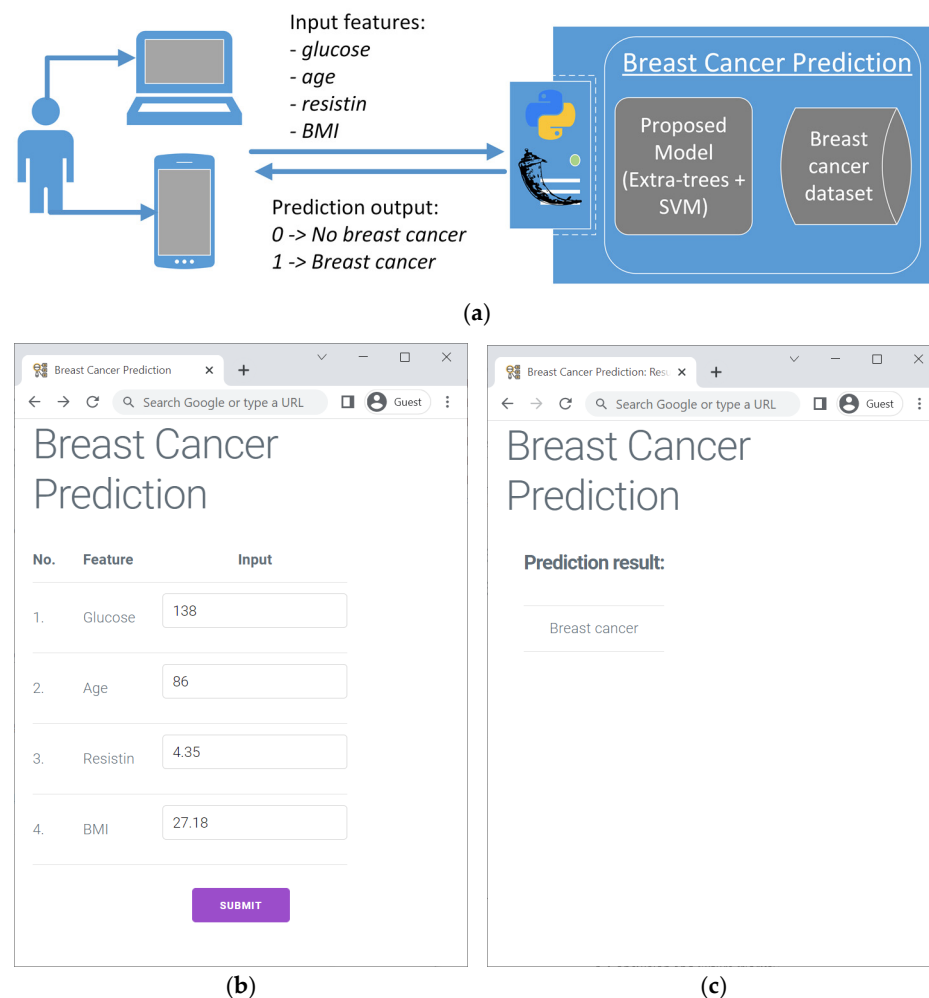 Input features:
- glucose
- age
- resistin
- BMI
Prediction output:
0 -> No breast cancer
1 -> Breast cancer
Breast Cancer Prediction
Proposed
Model
(Extra-trees +
SVM)
Breast
cancer
dataset
(a)
Breast Cancer Prediction
Search Google or type a URL
Guest
Breast Cancer
Prediction
No. Feature Input
1. Glucose 138
2. Age 86
3. Resistin 4.35
4. BMI 27.18
SUBMIT
(b)
Breast Cancer Prediction: Resu
Search Google or type a URL
Guest
Breast Cancer
Prediction
Prediction result:
Breast cancer
(c)